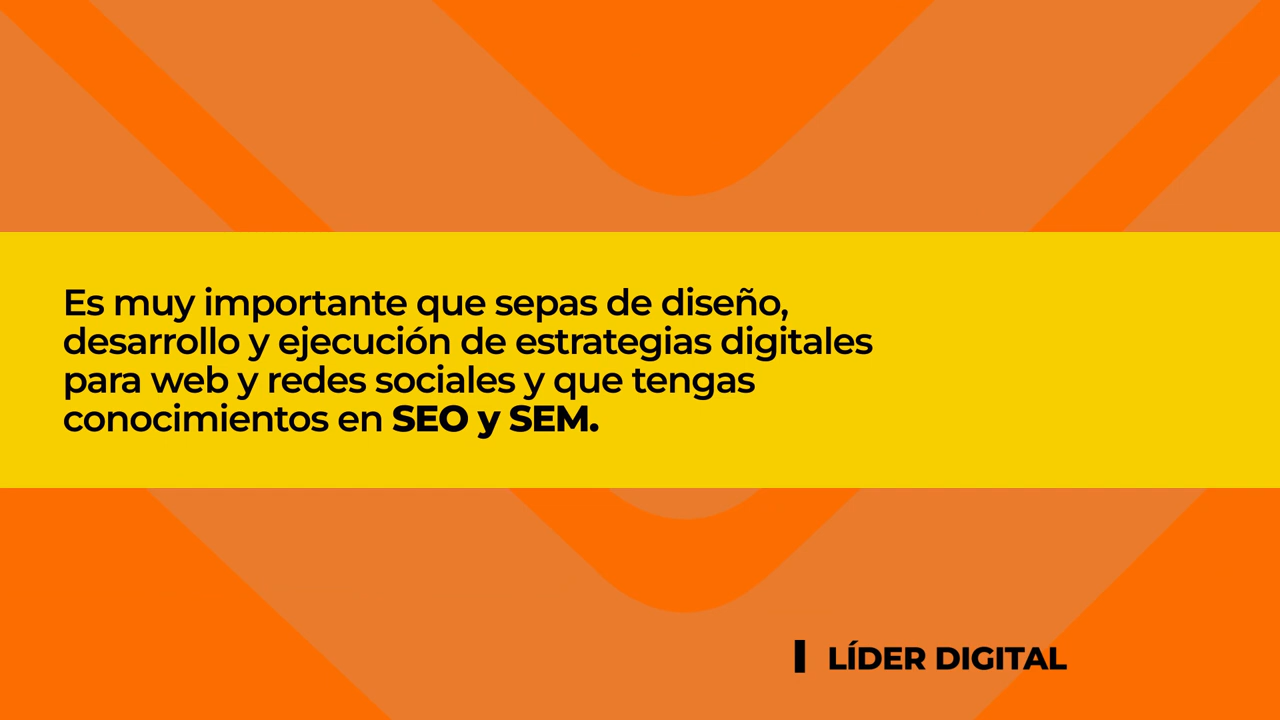 Es muy importante que sepas de diseño,
desarrollo y ejecución de estrategias digitales
para web y redes sociales y que tengas
conocimientos en SEO y SEM.
LÍDER DIGITAL